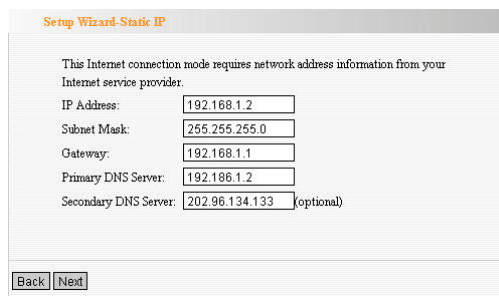 Setup Wizard-Static IP
This Internet connection mode requires network address information from your
Internet service provider.
IP Address: 192.168.1.2
Subnet Mask: 255.255.255.0
Gateway: 192.168.1.1
Primary DNS Server: 192.186.1.2
Secondary DNS Server: 202.96.134.133 (optional)
Back Next